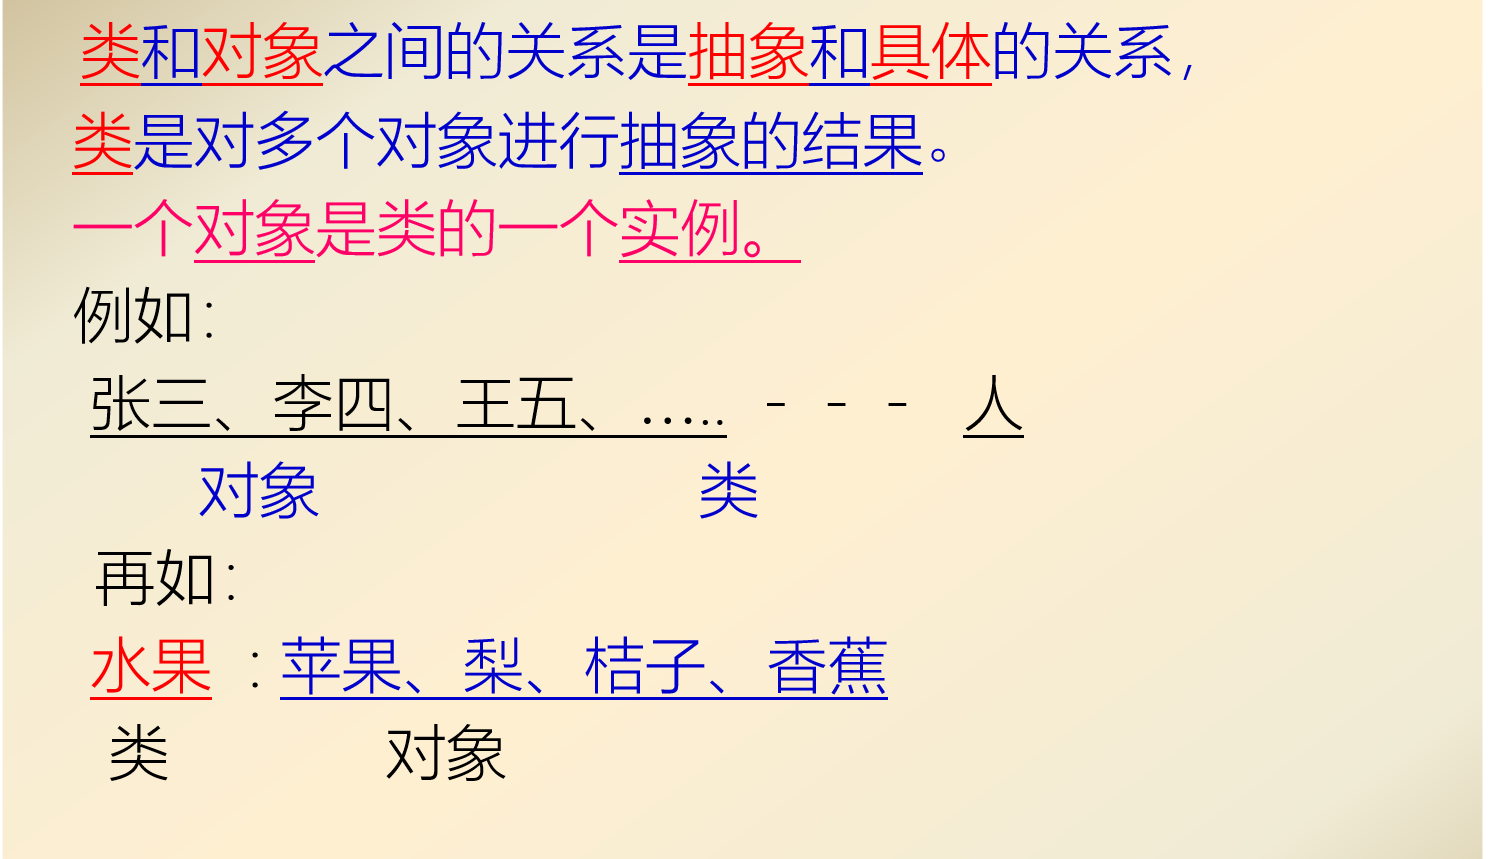 类和对象之间的关系是抽象和具体的关系，
类是对多个对象进行抽象的结果。
一个对象是类的一个实例。
例如：
张三、李四、王五、….. - - - 人
对象 类
再如：
水果 ：苹果、梨、桔子、香蕉
类 对象